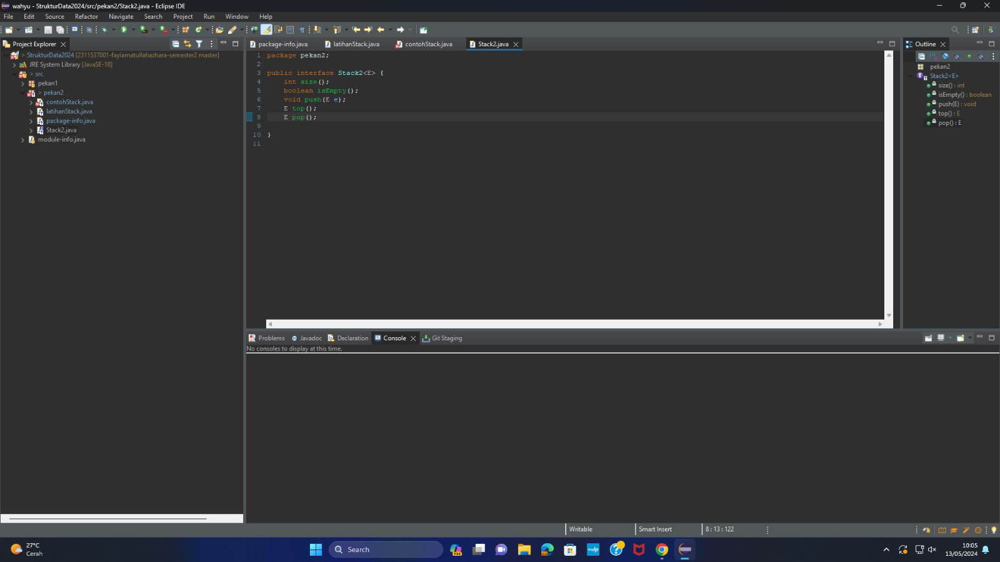 wahyu - StrukturData2024/src/pekan2/Stack2.java - Eclipse IDE
File Edit Source Refactor Navigate Search Project Run Window Help
Project Explorer
> StrukturData2024 [2311537001-fayiamatullahazhara-semester2 master]
JRE System Library [JavaSE-18]
> src
pekan1
> pekan2
contohStack.java
latihanStack.java
package-info.java
Stack2.java
module-info.java
package-info.java latihanStack.java contohStack.java Stack2.java
1 package pekan2;
2
3 public interface Stack2<E> {
4 int size();
5 boolean isEmpty();
6 void push(E e);
7 E top();
8 E pop();
9
10 }
11
Outline
pekan2
Stack2<E>
size() : int
isEmpty() : boolean
push(E) : void
top() : E
pop() : E
Problems Javadoc Declaration Console Git Staging
No consoles to display at this time.
Writable Smart Insert 8 : 13 : 122
27°C
Cerah
Search
PRE
myhp
10:05
13/05/2024